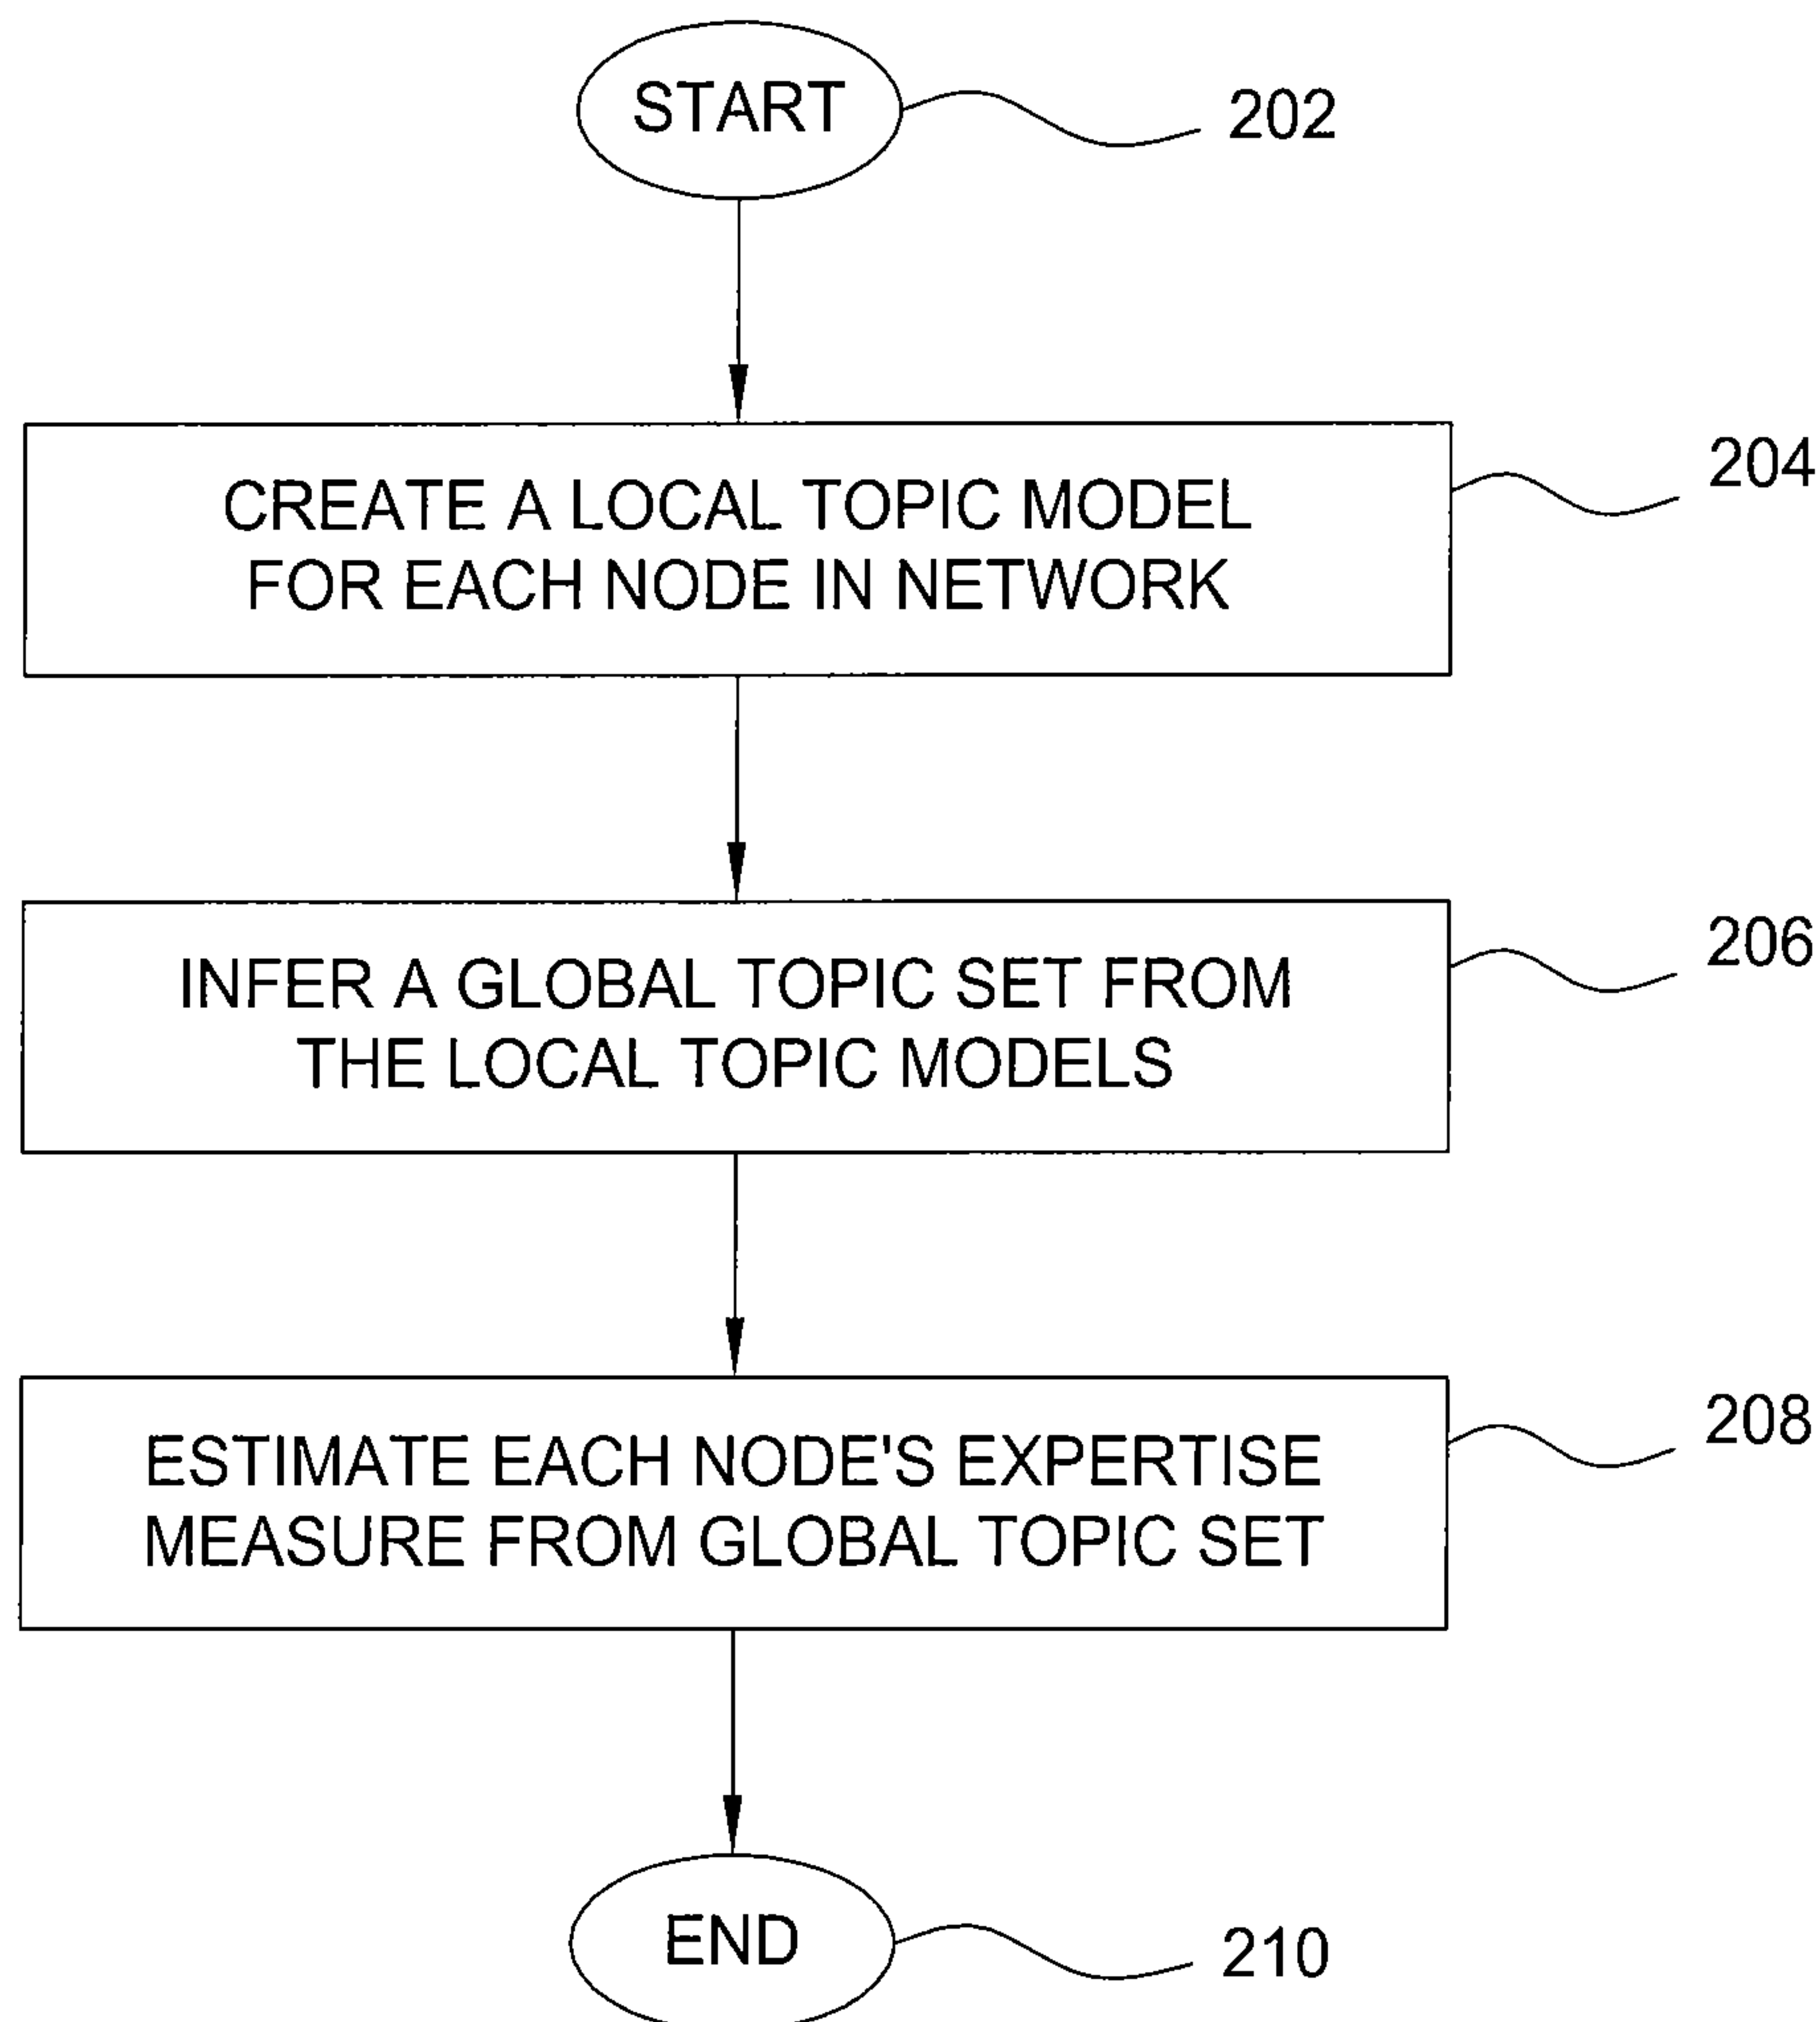 START
202
CREATE A LOCAL TOPIC MODEL
FOR EACH NODE IN NETWORK
204
INFER A GLOBAL TOPIC SET FROM
THE LOCAL TOPIC MODELS
206
ESTIMATE EACH NODE'S EXPERTISE
MEASURE FROM GLOBAL TOPIC SET
208
END
210